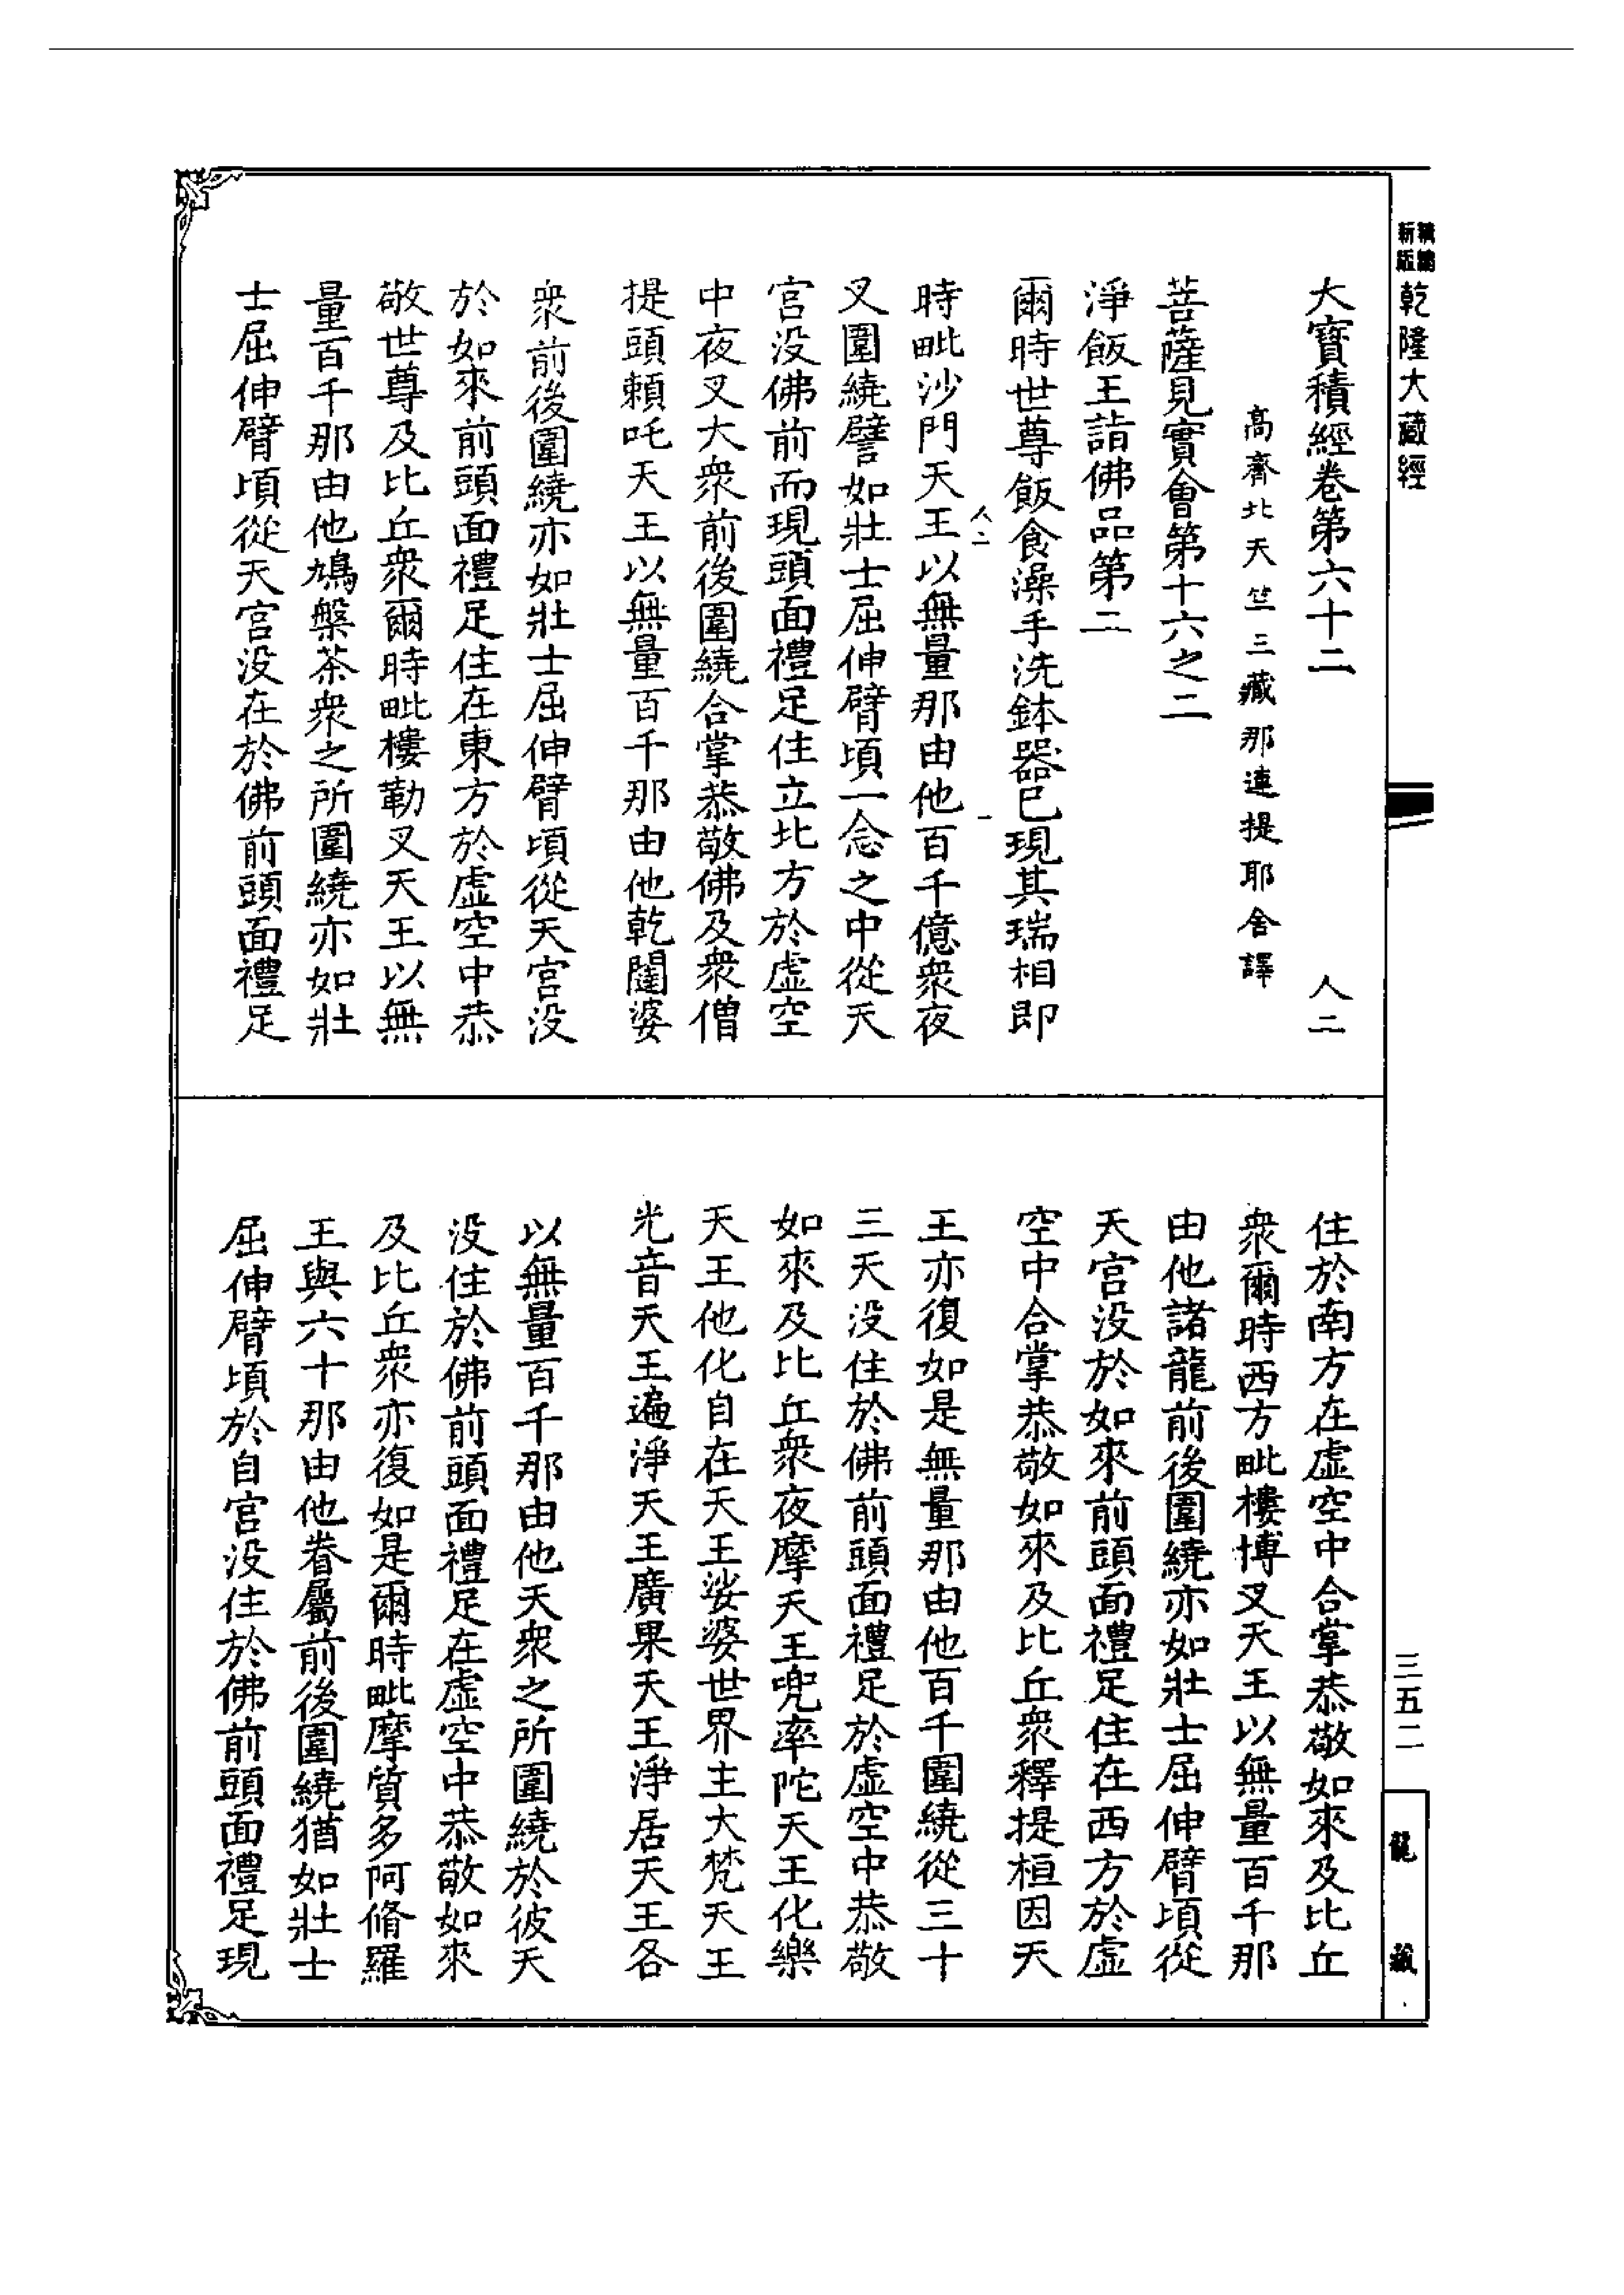 新編縮版
乾隆大藏經
大寶積經卷第六十二　人二
高齊北天竺三藏那連提耶舍譯
菩薩見實會第十六之二
淨飯王詣佛品第二
爾時世尊飯食澡手洗鉢器已現其瑞相即
時毗沙門天王以無量那由他百千億衆夜
人二
一
叉圍繞譬如壯士屈伸臂頃一念之中從天
宮没佛前而現頭面禮足住立北方於虛空
中夜叉大衆前後圍繞合掌恭敬佛及衆僧
提頭賴吒天王以無量百千那由他乾闥婆
衆前後圍繞亦如壯士屈伸臂頃從天宮没
於如來前頭面禮足住在東方於虛空中恭
敬世尊及比丘衆爾時毗樓勒叉天王以無
量百千那由他鳩槃茶衆之所圍繞亦如壯
士屈伸臂頃從天宮没在於佛前頭面禮足
住於南方在虛空中合掌恭敬如來及比丘
衆爾時西方毗樓博叉天王以無量百千那
由他諸龍前後圍繞亦如壯士屈伸臂頃從
天宮没於如來前頭面禮足住在西方於虛
空中合掌恭敬如來及比丘衆釋提桓因天
王亦復如是無量那由他百千圍繞從三十
三天没住於佛前頭面禮足於虛空中恭敬
如來及比丘衆夜摩天王兜率陀天王化樂
天王他化自在天王娑婆世界主大梵天王
光音天王遍淨天王廣果天王淨居天王各
以無量百千那由他天衆之所圍繞於彼天
没住於佛前頭面禮足在虛空中恭敬如來
及比丘衆亦復如是爾時毗摩質多阿脩羅
王與六十那由他眷屬前後圍繞猶如壯士
屈伸臂頃於自宮没住於佛前頭面禮足現
三五二
龍藏